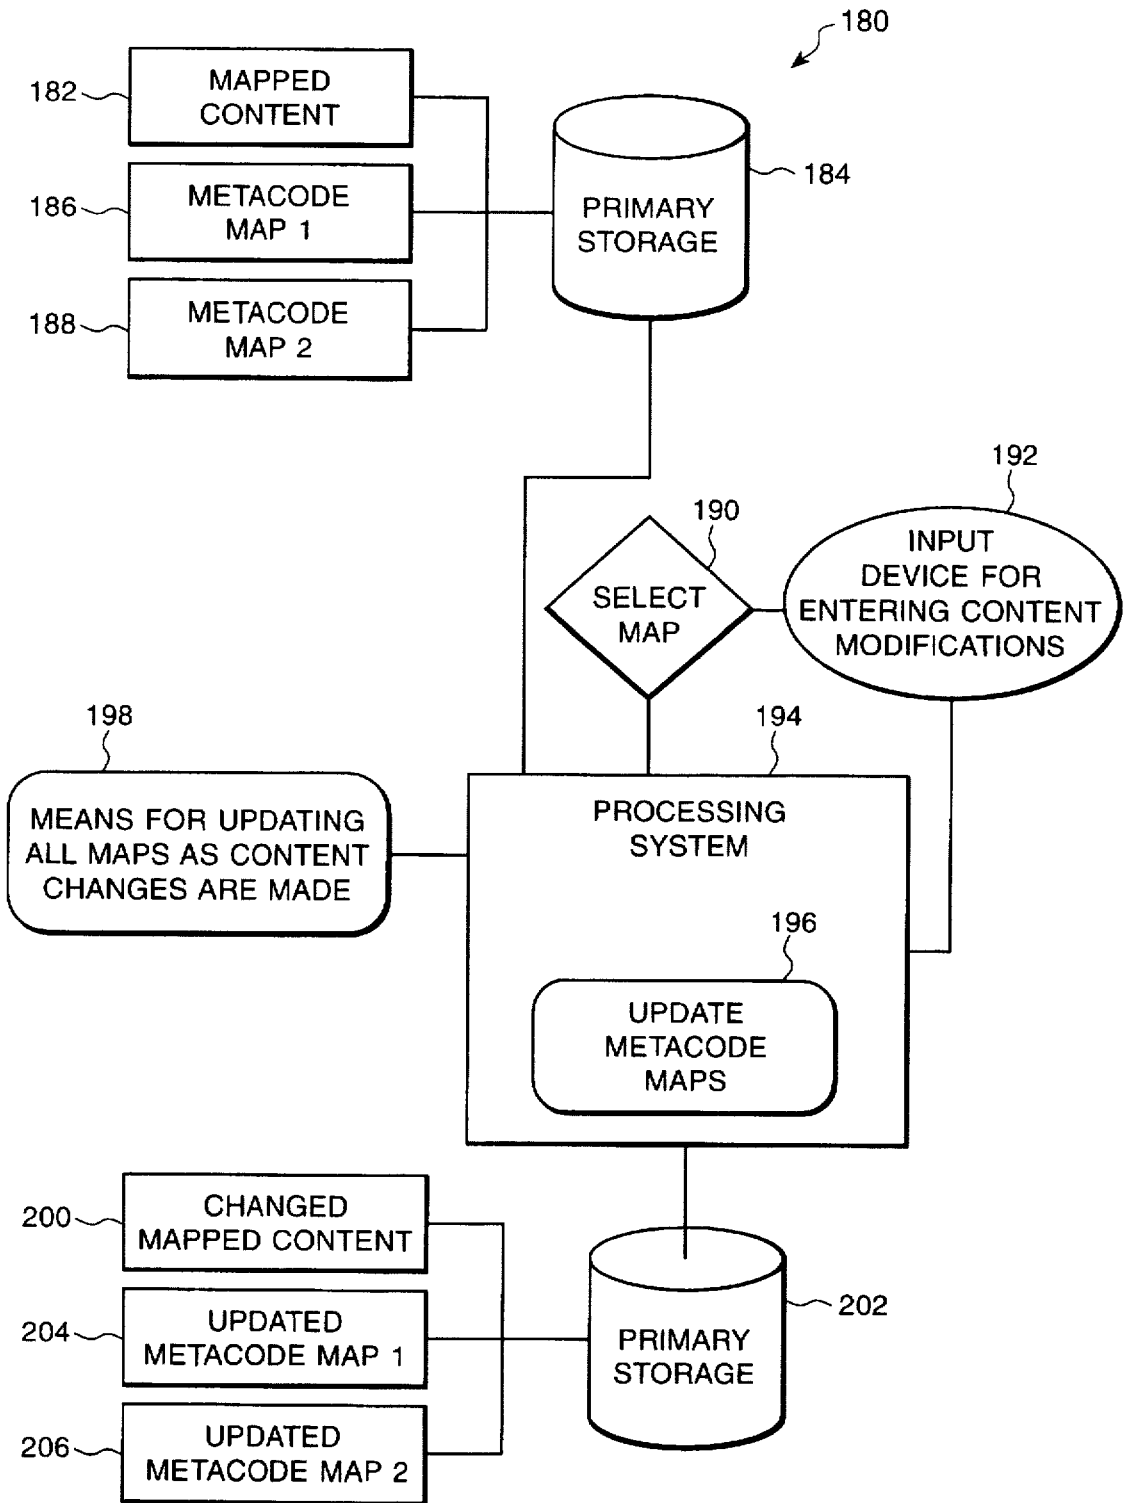 180
182
MAPPED
CONTENT
184
PRIMARY
STORAGE
186
METACODE
MAP 1
188
METACODE
MAP 2
190
SELECT
MAP
192
INPUT
DEVICE FOR
ENTERING CONTENT
MODIFICATIONS
194
PROCESSING
SYSTEM
198
MEANS FOR UPDATING
ALL MAPS AS CONTENT
CHANGES ARE MADE
196
UPDATE
METACODE
MAPS
200
CHANGED
MAPPED CONTENT
202
PRIMARY
STORAGE
204
UPDATED
METACODE MAP 1
206
UPDATED
METACODE MAP 2